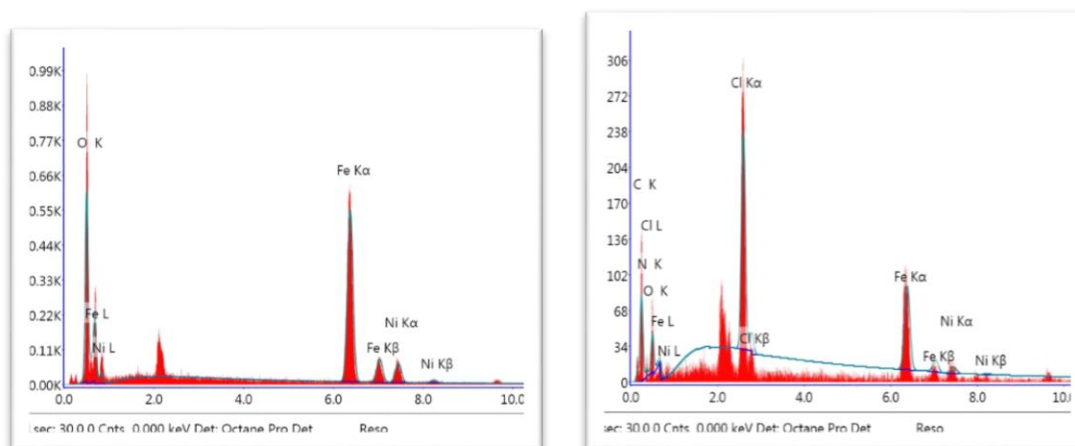 0.99K
0.88K
0.77K
O K
0.66K
Fe Kα
0.55K
0.44K
0.33K
0.22K
Fe L
Ni Kα
0.11K
Ni L
Fe Kβ
Ni Kβ
0.00K
0.0 2.0 4.0 6.0 8.0 10.0
sec: 30.0 0 Cnts 0.000 keV Det: Octane Pro Det Reso
306
Cl Kα
272
238
204
C K
170
Cl L
136
N K
102
O K
Fe Kα
68
Fe L
Ni Kα
34
Ni L
Cl Kβ
Fe Kβ
Ni Kβ
0
0.0 2.0 4.0 6.0 8.0 10.
sec: 30.0 0 Cnts 0.000 keV Det: Octane Pro Det Reso